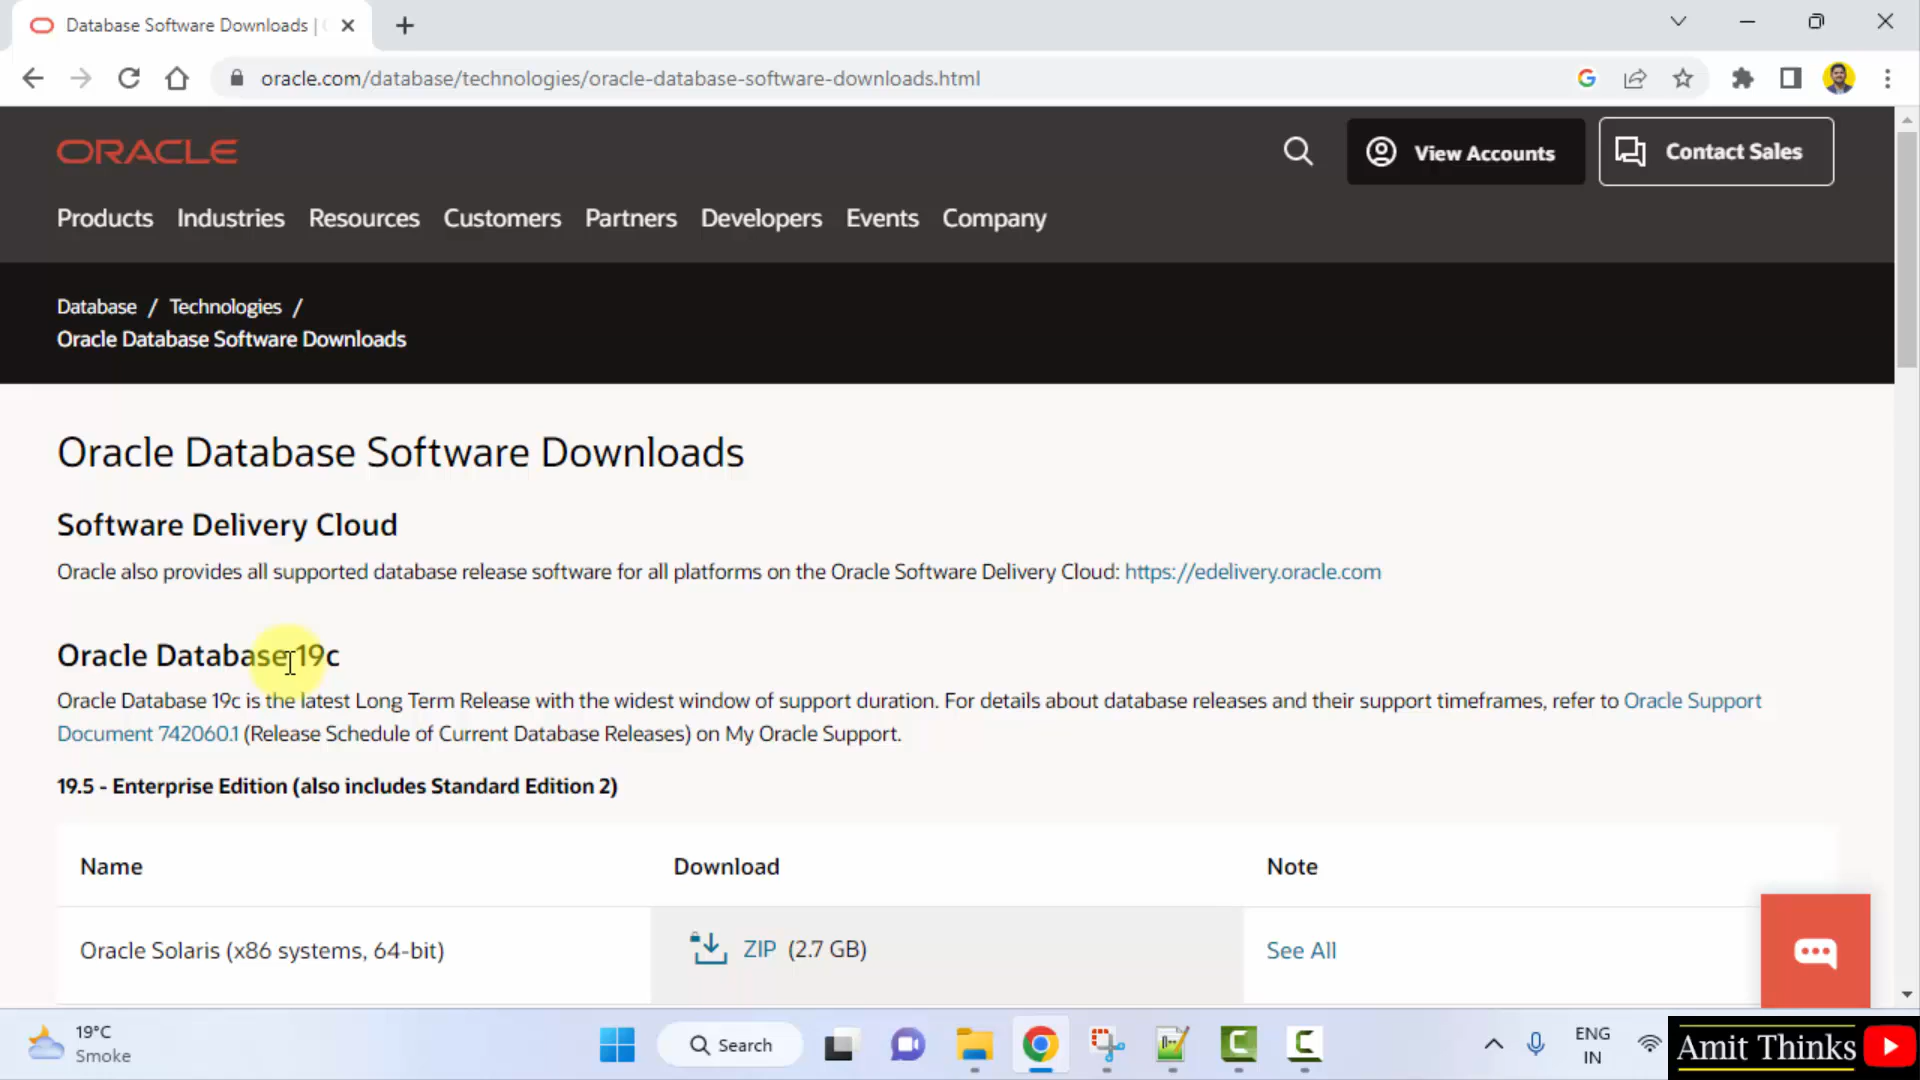 Database Software Downloads |
oracle.com/database/technologies/oracle-database-software-downloads.html
ORACLE
View Accounts
Contact Sales
Products Industries Resources Customers Partners Developers Events Company
Database / Technologies /
Oracle Database Software Downloads
Oracle Database Software Downloads
Software Delivery Cloud
Oracle also provides all supported database release software for all platforms on the Oracle Software Delivery Cloud: https://edelivery.oracle.com
Oracle Database 19c
Oracle Database 19c is the latest Long Term Release with the widest window of support duration. For details about database releases and their support timeframes, refer to Oracle Support
Document 742060.1 (Release Schedule of Current Database Releases) on My Oracle Support.
19.5 - Enterprise Edition (also includes Standard Edition 2)
Name Download Note
Oracle Solaris (x86 systems, 64-bit) ZIP (2.7 GB) See All
19°C
Smoke
Search
ENG
IN
Amit Thinks